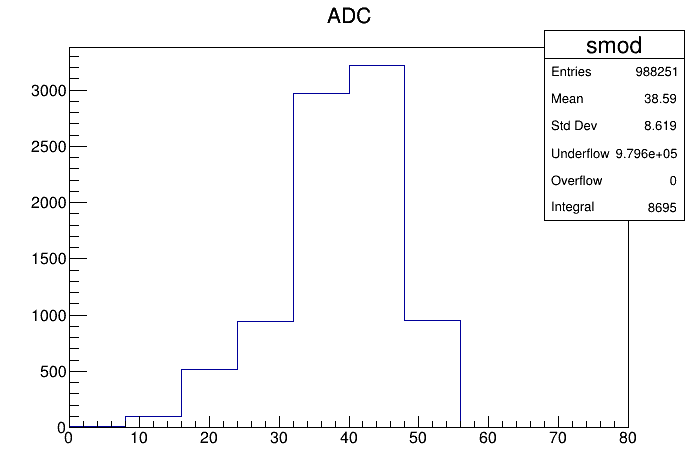 ADC
smod
Entries 988251
Mean 38.59
Std Dev 8.619
Underflow 9.796e+05
Overflow 0
Integral 8695
3000
2500
2000
1500
1000
500
0
0 10 20 30 40 50 60 70 80